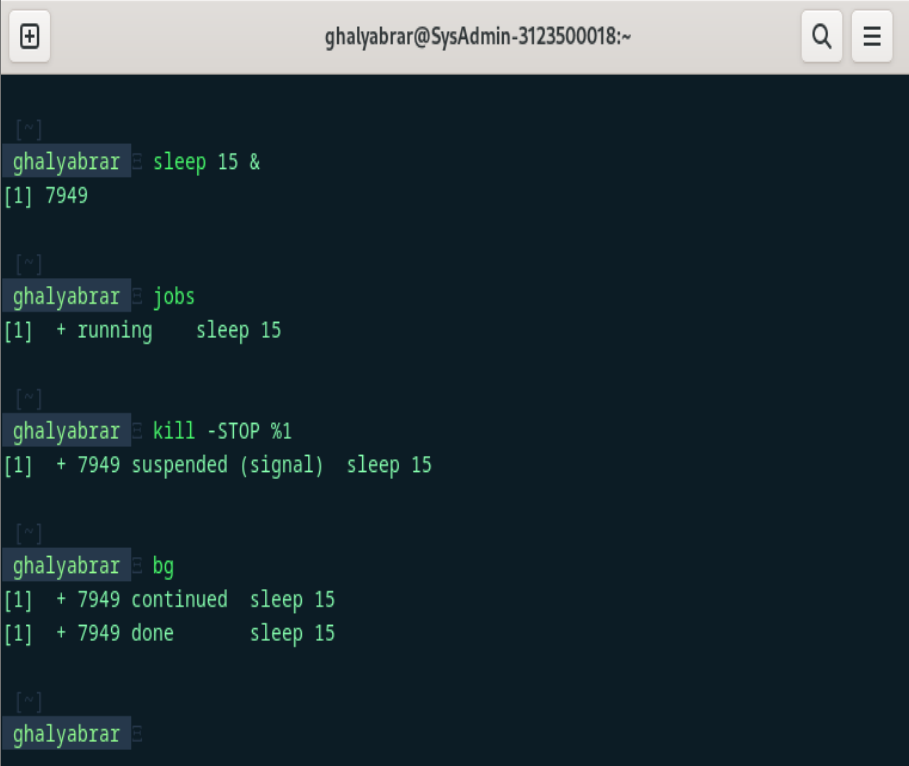 ghalyabrar@SysAdmin-3123500018:~
[~]
ghalyabrar Ξ sleep 15 &
[1] 7949
[~]
ghalyabrar Ξ jobs
[1]  + running    sleep 15
[~]
ghalyabrar Ξ kill -STOP %1
[1]  + 7949 suspended (signal)  sleep 15
[~]
ghalyabrar Ξ bg
[1]  + 7949 continued  sleep 15
[1]  + 7949 done       sleep 15
[~]
ghalyabrar Ξ